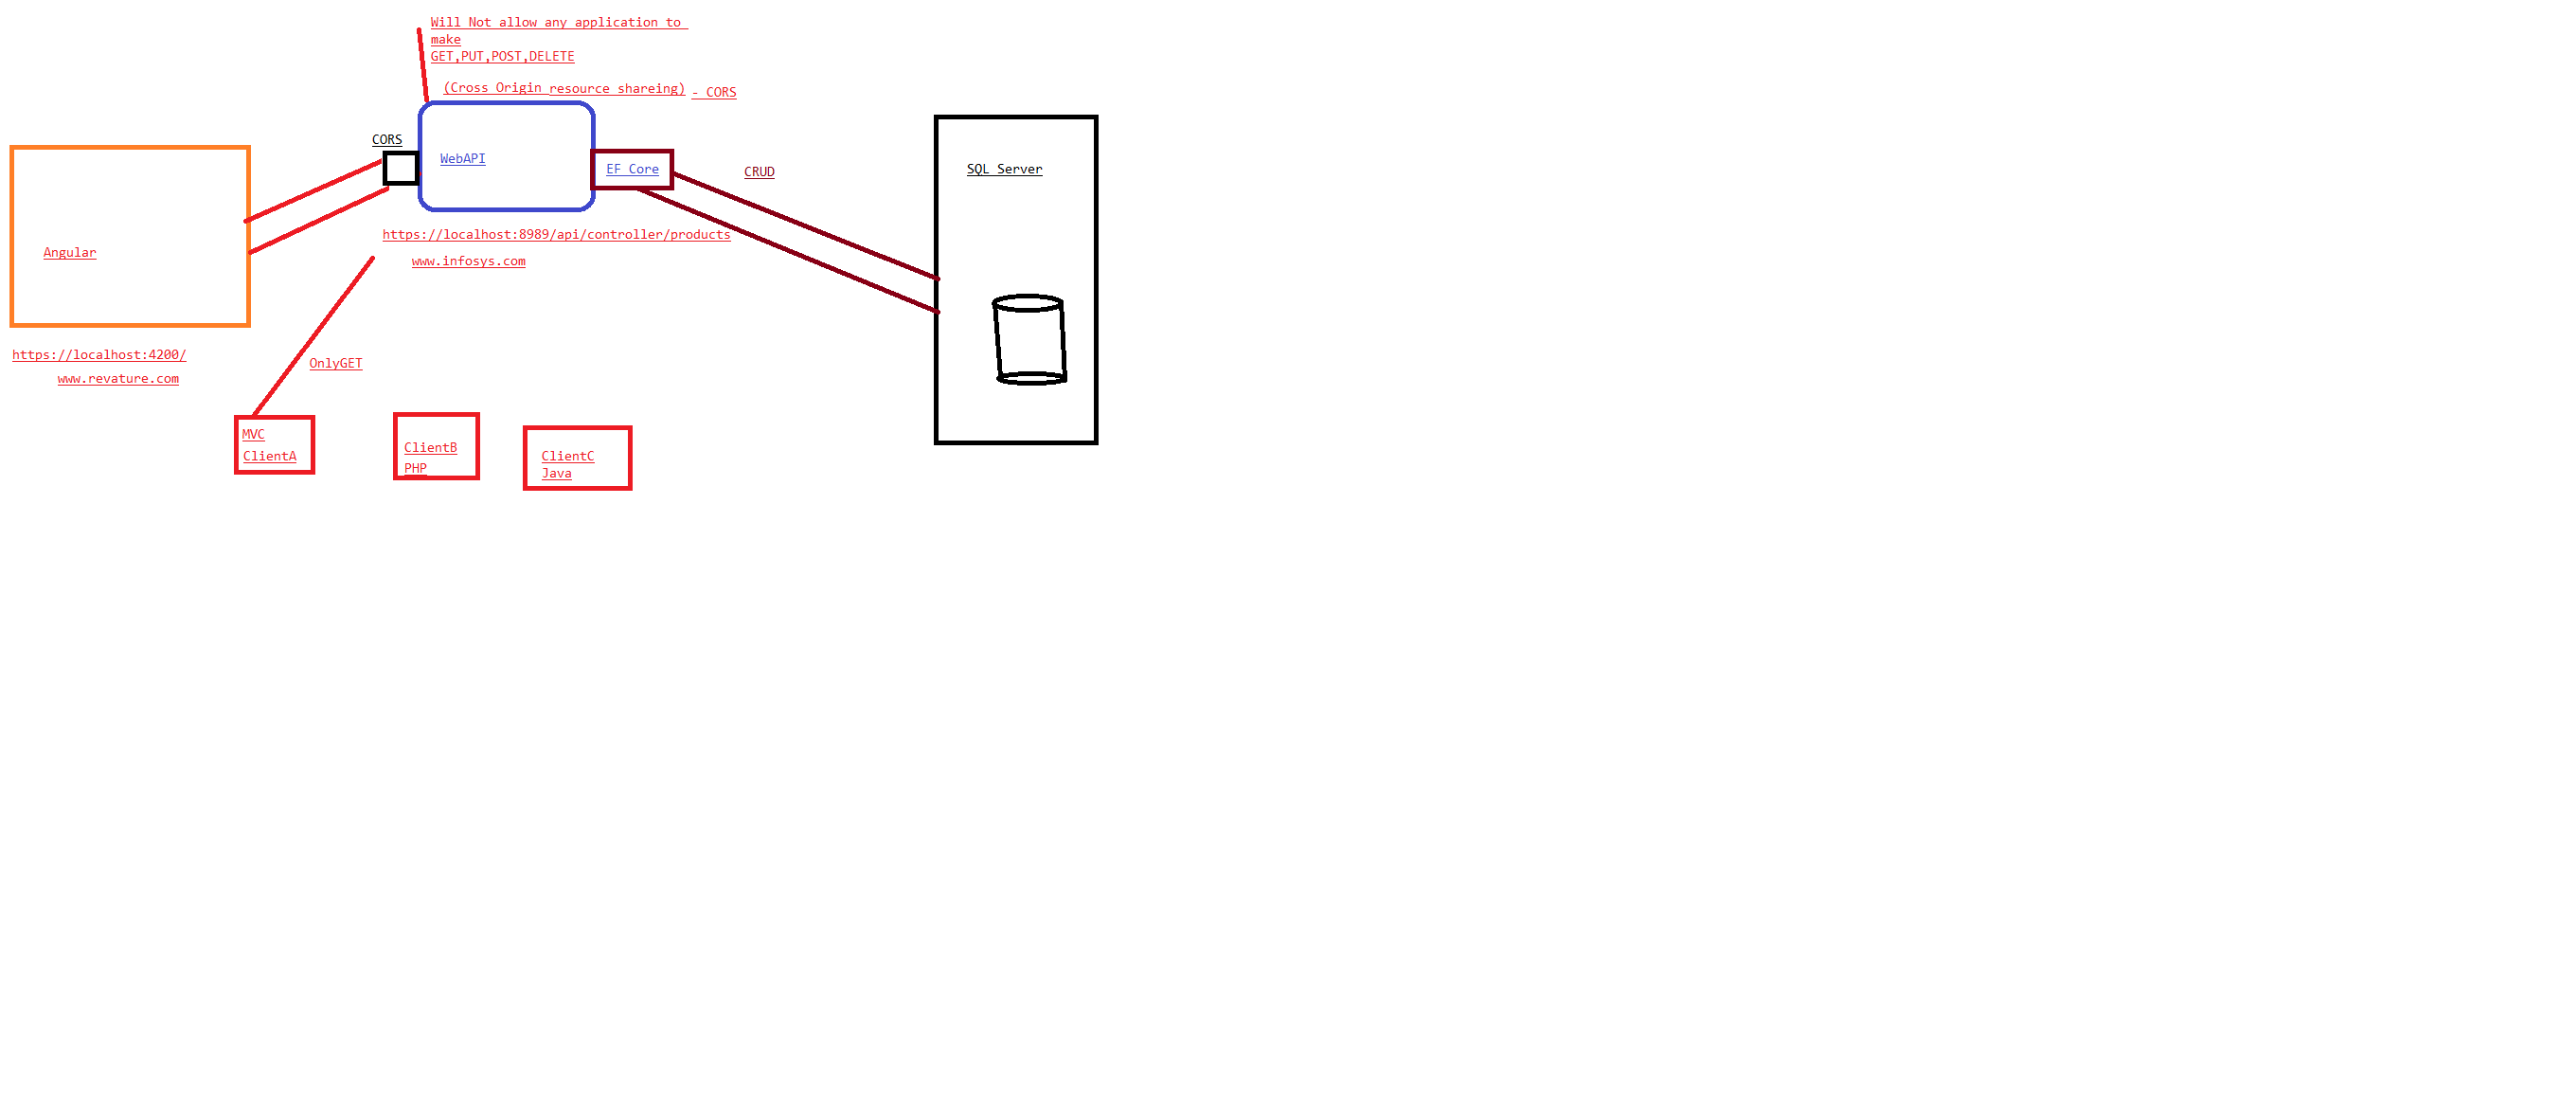 Will Not allow any application to
make
GET,PUT,POST,DELETE
(Cross Origin resource shareing) - CORS
CORS
WebAPI
EF Core
CRUD
SQL Server
https://localhost:8989/api/controller/products
www.infosys.com
Angular
https://localhost:4200/
www.revature.com
OnlyGET
MVC
ClientA
ClientB
PHP
ClientC
Java